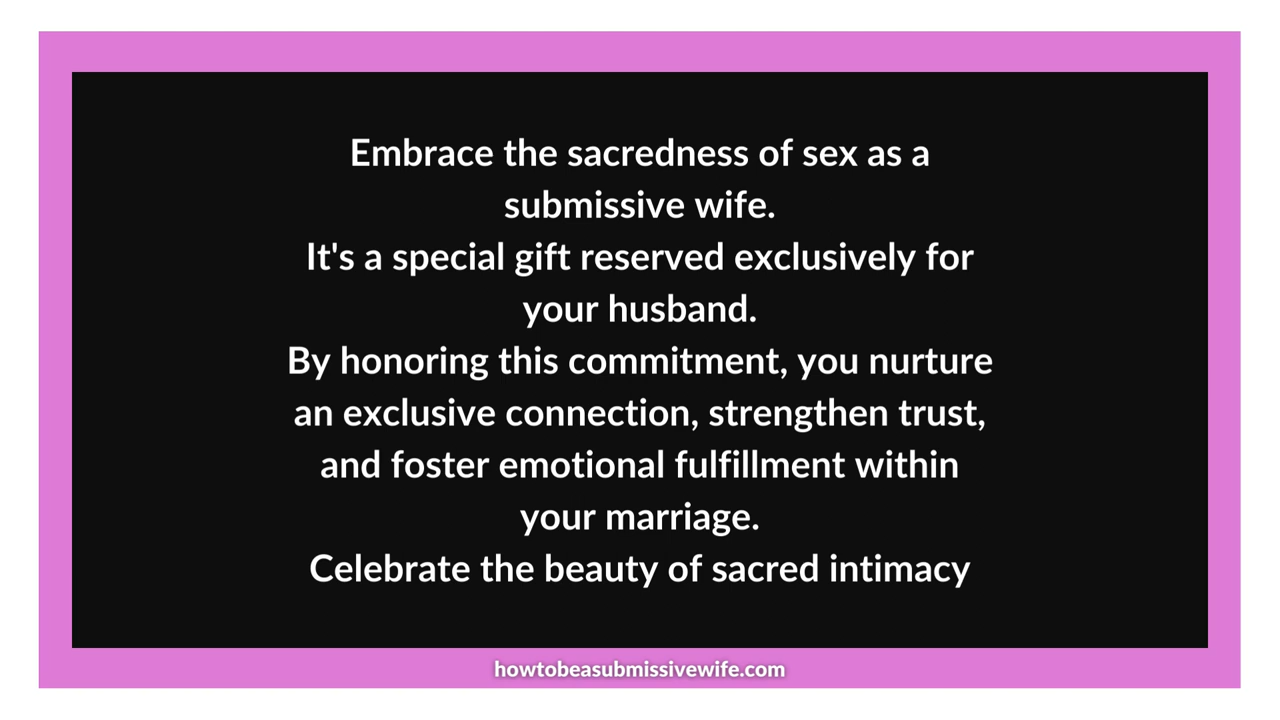 Embrace the sacredness of sex as a
submissive wife.
It's a special gift reserved exclusively for
your husband.
By honoring this commitment, you nurture
an exclusive connection, strengthen trust,
and foster emotional fulfillment within
your marriage.
Celebrate the beauty of sacred intimacy
howtobeasubmissivewife.com